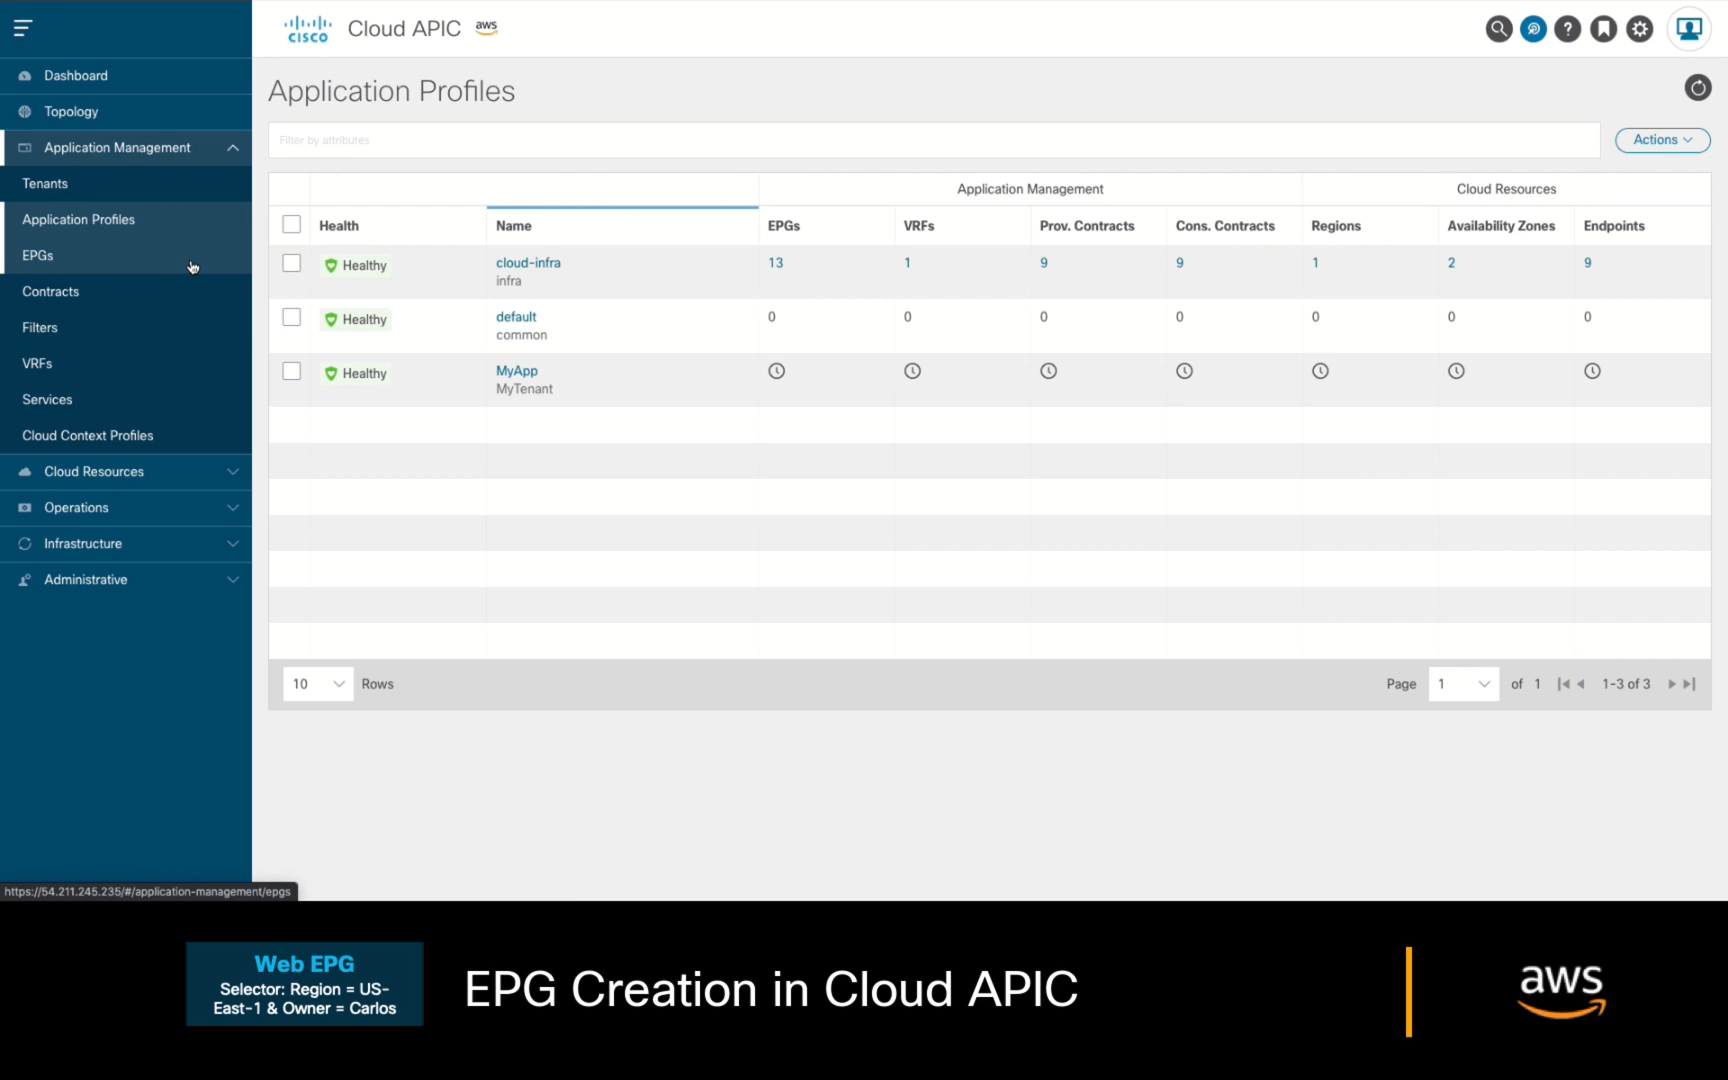 CISCO Cloud APIC aws
Dashboard
Topology
Application Management
Tenants
Application Profiles
EPGs
Contracts
Filters
VRFs
Services
Cloud Context Profiles
Cloud Resources
Operations
Infrastructure
Administrative
Application Profiles
Filter by attributes
Actions
Application Management Cloud Resources
Health Name EPGs VRFs Prov. Contracts Cons. Contracts Regions Availability Zones Endpoints
Healthy cloud-infra 13 1 9 9 1 2 9
infra
Healthy default 0 0 0 0 0 0 0
common
Healthy MyApp
MyTenant
10 Rows Page 1 of 1 1-3 of 3
https://54.211.245.235/#/application-management/epgs
Web EPG
Selector: Region = US-
East-1 & Owner = Carlos
EPG Creation in Cloud APIC
aws